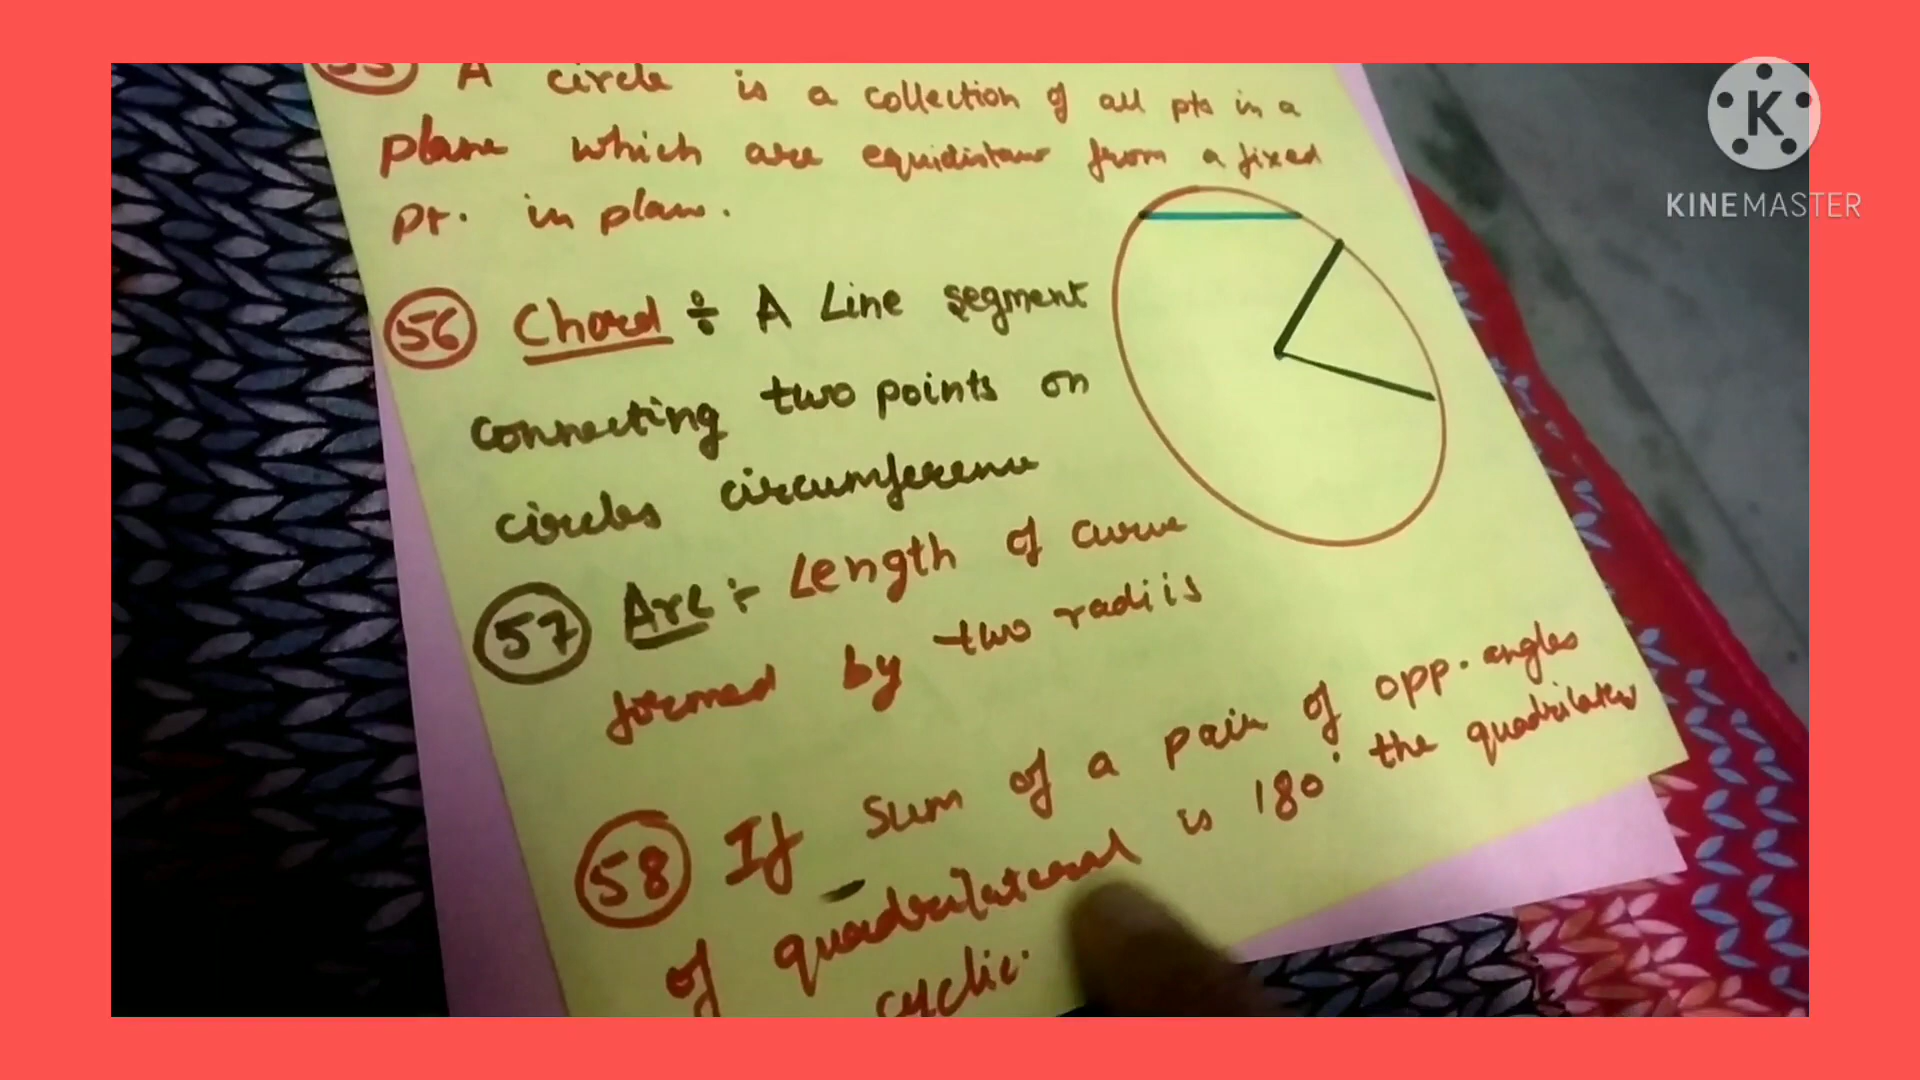 55 A circle is a collection of all pts in a
plane which are equidistant from a fixed
pt. in plane.
56 Chord ÷ A Line segment
connecting two points on
circles circumference
57 Arc :- Length of curve
formed by two radiis
58 If sum of a pair of opp. angles
of quadrilateral is 180° the quadrilateral
cyclic.
K
KINEMASTER